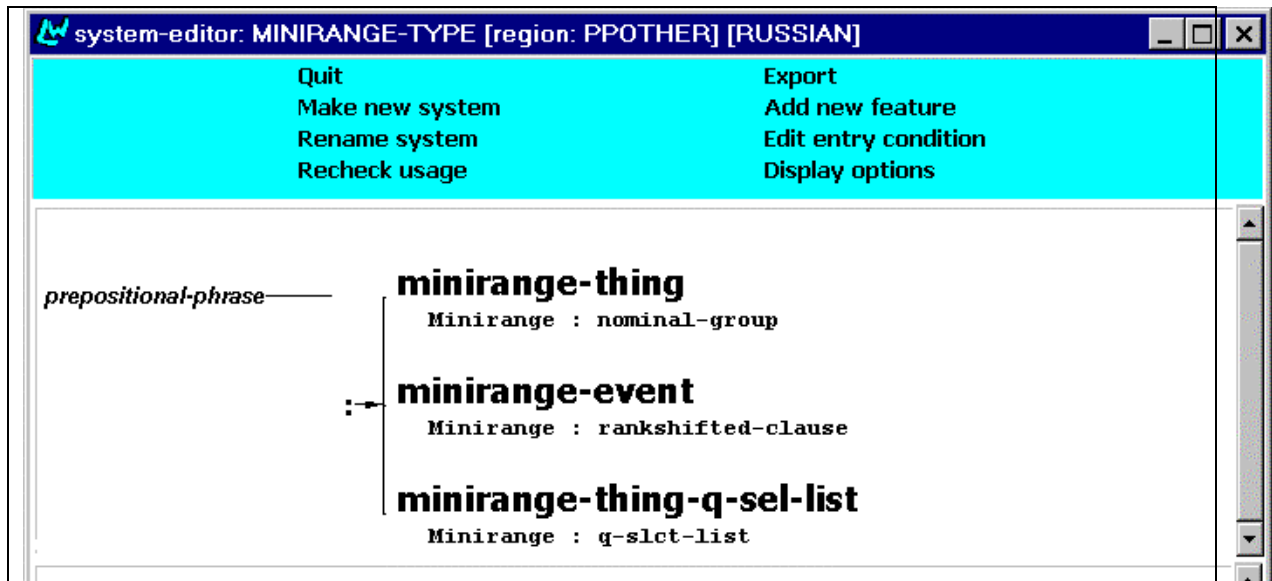 system-editor: MINIRANGE-TYPE [region: PPOTHER] [RUSSIAN]
Quit Export
Make new system Add new feature
Rename system Edit entry condition
Recheck usage Display options
minirange-thing
prepositional-phrase
Minirange : nominal-group
minirange-event
:
Minirange : rankshifted-clause
minirange-thing-q-sel-list
Minirange : q-slct-list